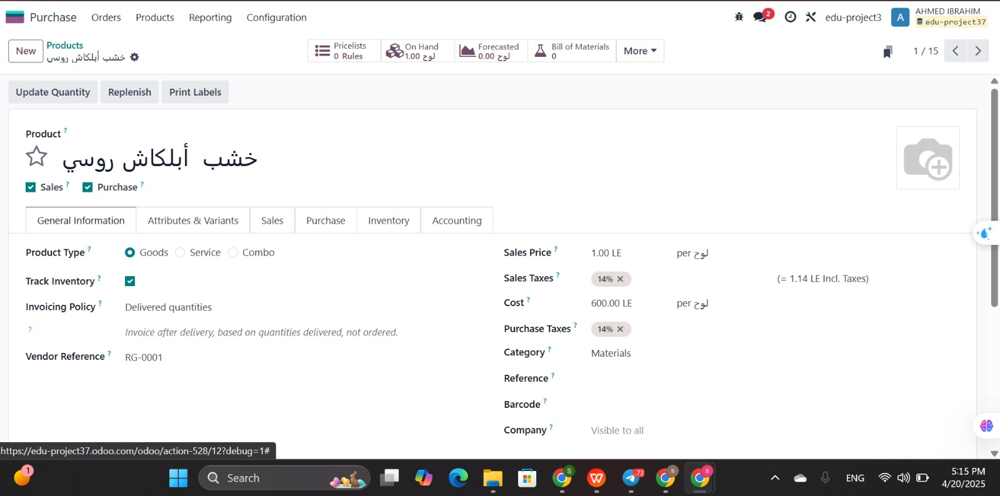 Purchase Orders Products Reporting Configuration 2 edu-project3 A AHMED IBRAHIM
edu-project37
New Products
خشب أبلكاش روسي
Pricelists
0 Rules
On Hand
1.00 لوح
Forecasted
0.00 لوح
Bill of Materials
0
More
1 / 15
Update Quantity Replenish Print Labels
Product ?
خشب أبلكاش روسي
Sales ? Purchase ?
General Information Attributes & Variants Sales Purchase Inventory Accounting
Product Type ? Goods Service Combo
Track Inventory ?
Invoicing Policy ? Delivered quantities
? Invoice after delivery, based on quantities delivered, not ordered.
Vendor Reference ? RG-0001
Sales Price ? 1.00 LE per لوح
Sales Taxes ? 14% × (= 1.14 LE Incl. Taxes)
Cost ? 600.00 LE per لوح
Purchase Taxes ? 14% ×
Category ? Materials
Reference ?
Barcode ?
Company ? Visible to all
https://edu-project37.odoo.com/odoo/action-528/12?debug=1#
1 Search S W 72 s s ENG 5:15 PM
4/20/2025